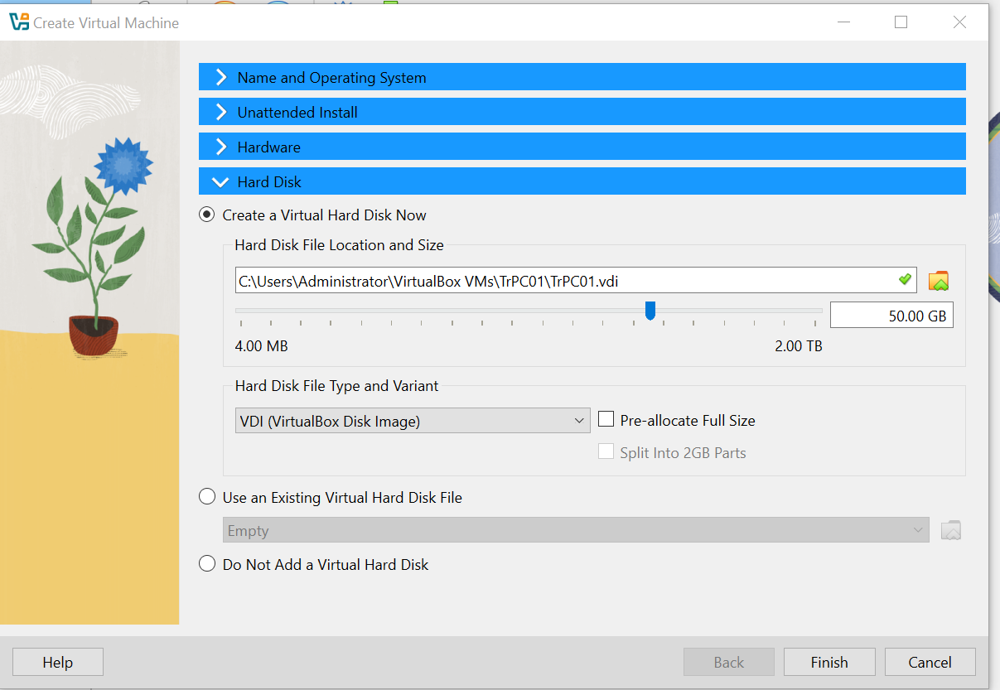 Create Virtual Machine
Name and Operating System
Unattended Install
Hardware
Hard Disk
Create a Virtual Hard Disk Now
Hard Disk File Location and Size
C:\Users\Administrator\VirtualBox VMs\TrPC01\TrPC01.vdi
50.00 GB
4.00 MB 2.00 TB
Hard Disk File Type and Variant
VDI (VirtualBox Disk Image) Pre-allocate Full Size
Split Into 2GB Parts
Use an Existing Virtual Hard Disk File
Empty
Do Not Add a Virtual Hard Disk
Help Back Finish Cancel